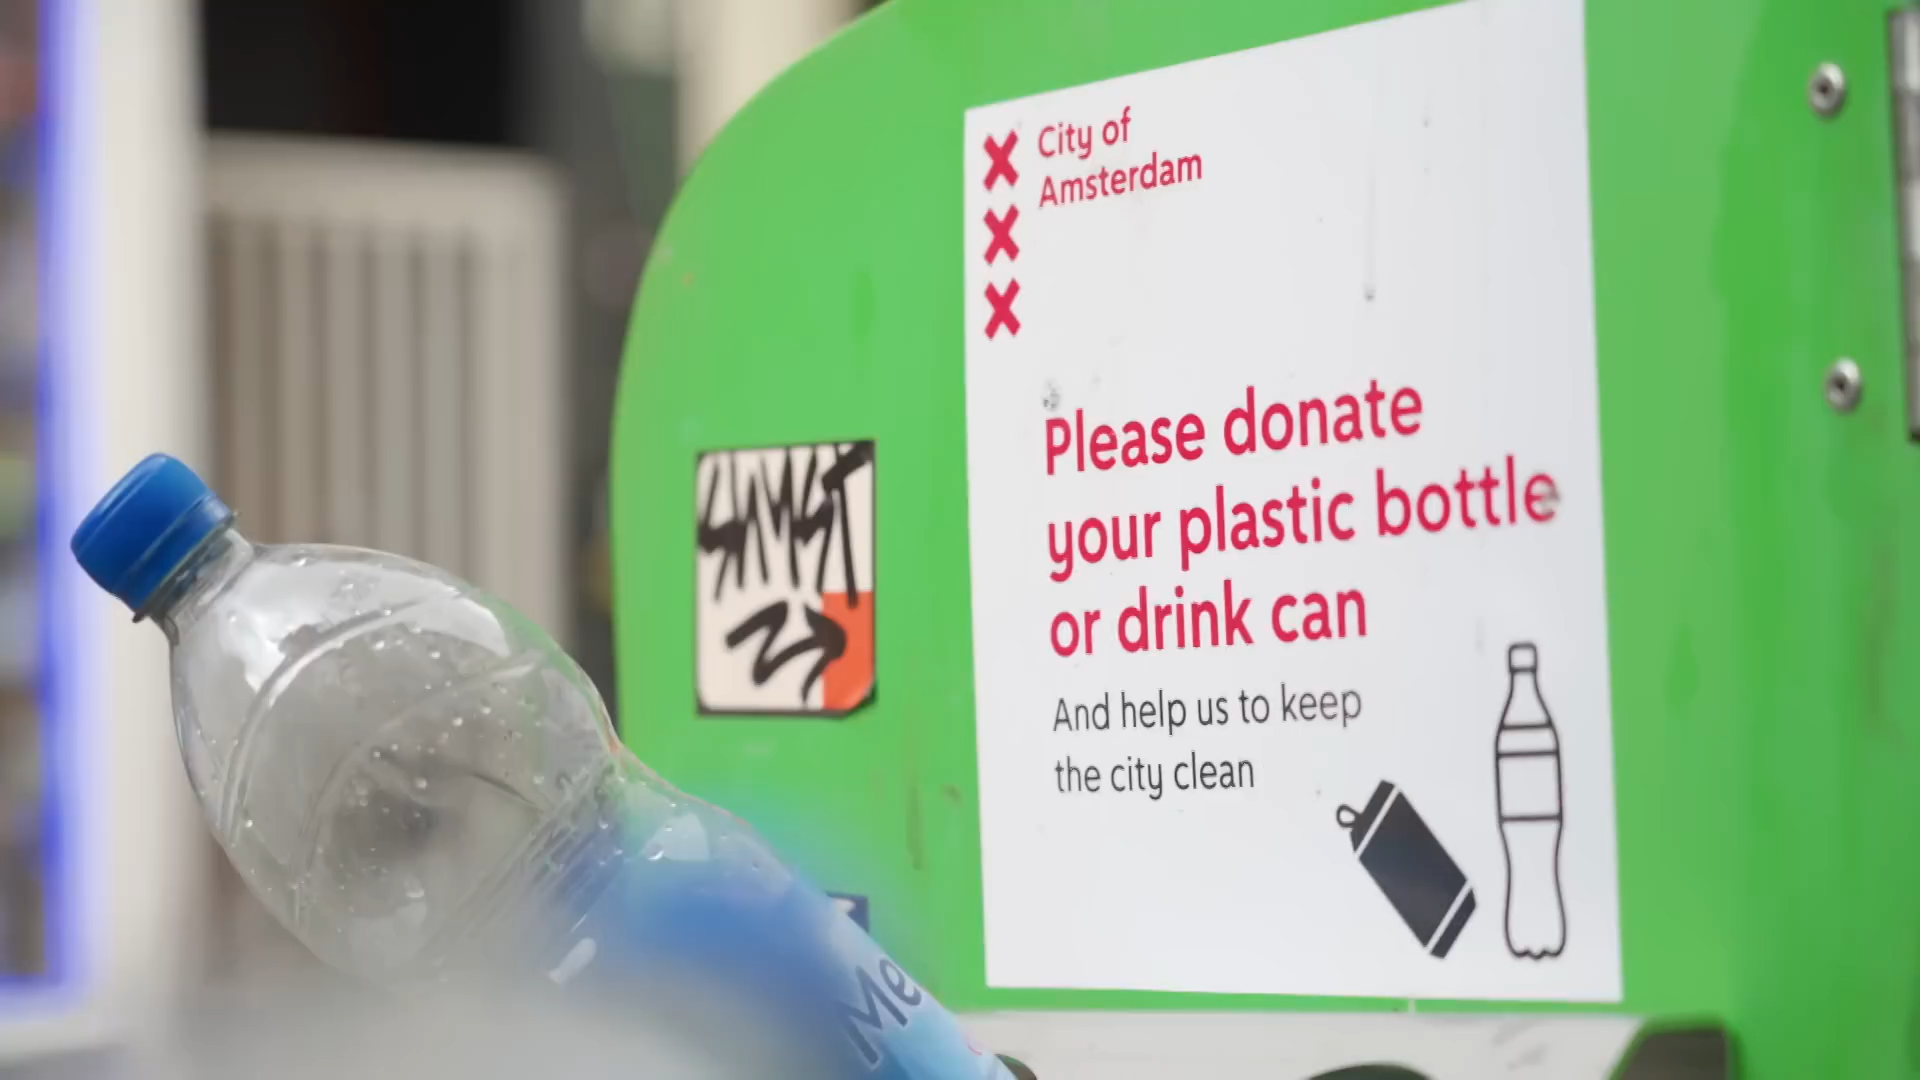 City of
Amsterdam
Please donate
your plastic bottle
or drink can
And help us to keep
the city clean
Me